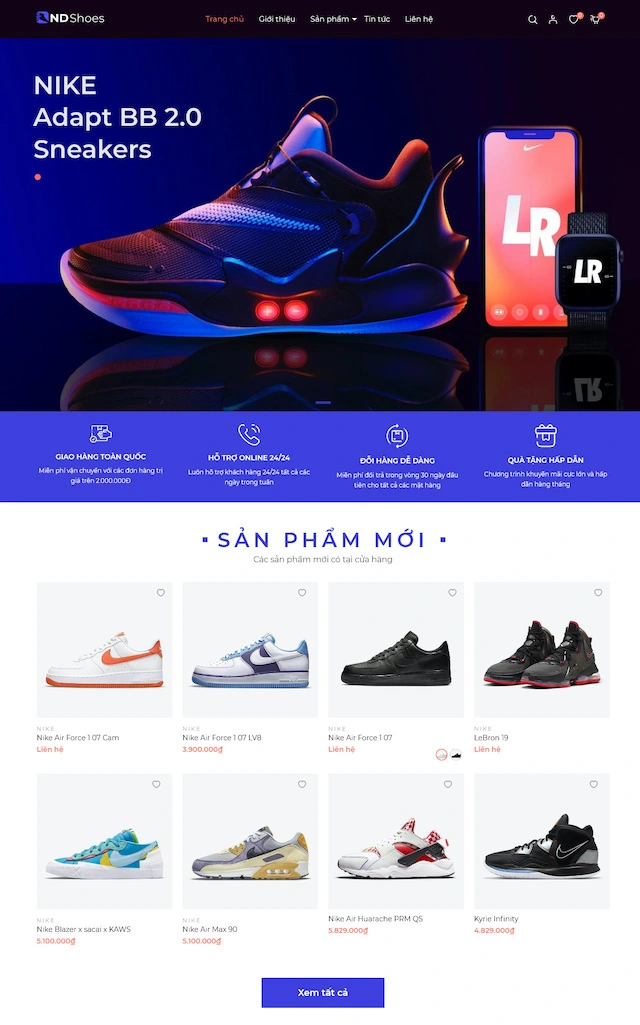 NDShoes
Trang chủ Giới thiệu Sản phẩm Tin tức Liên hệ
0 0
NIKE
Adapt BB 2.0
Sneakers
LR
LR
GIAO HÀNG TOÀN QUỐC
Miễn phí vận chuyển với các đơn hàng trị
giá trên 2.000.000Đ
HỖ TRỢ ONLINE 24/24
Luôn hỗ trợ khách hàng 24/24 tất cả các
ngày trong tuần
ĐỔI HÀNG DỄ DÀNG
Miễn phí đổi trả trong vòng 30 ngày đầu
tiên cho tất cả các mặt hàng
QUÀ TẶNG HẤP DẪN
Chương trình khuyến mãi cực lớn và hấp
dẫn hàng tháng
SẢN PHẨM MỚI
Các sản phẩm mới có tại cửa hàng
NIKE
Nike Air Force 1 07 Cam
Liên hệ
NIKE
Nike Air Force 1 07 LV8
3.900.000₫
NIKE
Nike Air Force 1 07
Liên hệ
NIKE
LeBron 19
Liên hệ
NIKE
Nike Blazer x sacai x KAWS
5.100.000₫
NIKE
Nike Air Max 90
5.100.000₫
Nike Air Huarache PRM QS
5.829.000₫
Kyrie Infinity
4.829.000₫
Xem tất cả